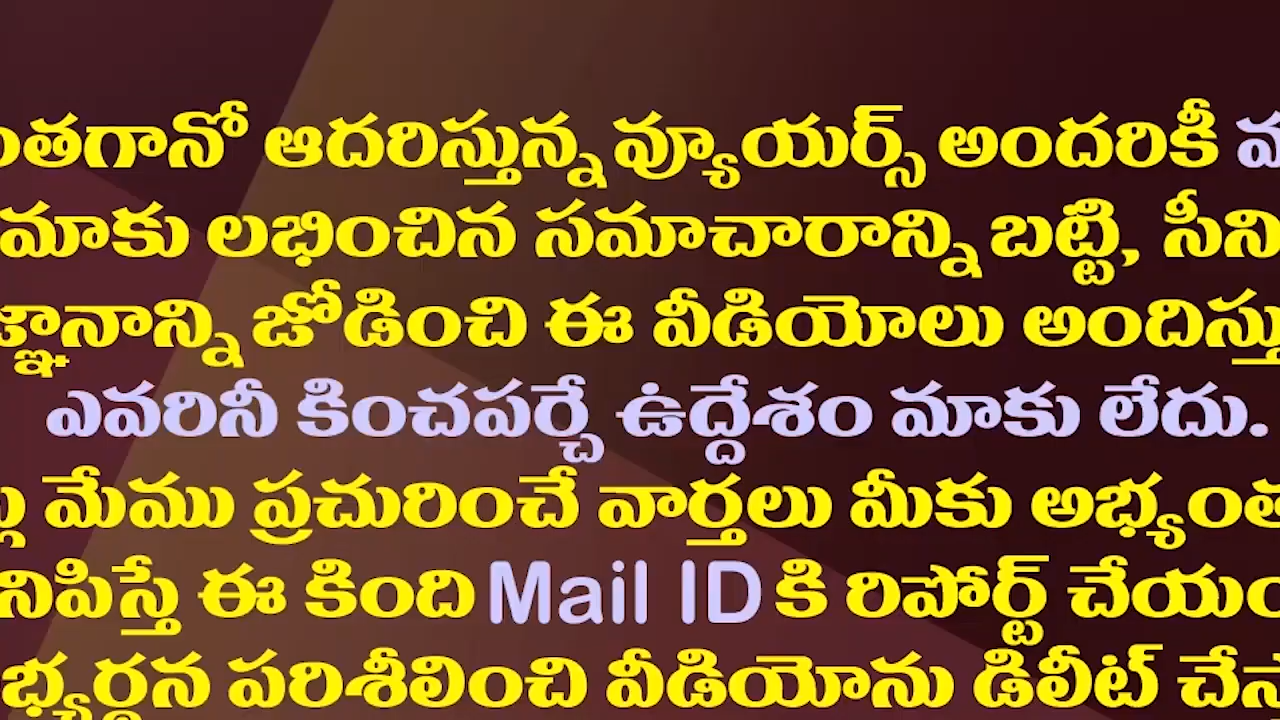 ంతగానో ఆదరిస్తున్న వ్యూయర్స్ అందరికీ
మాకు లభించిన సమాచారాన్ని బట్టి, సీని
జ్ఞానాన్ని జోడించి ఈ వీడియోలు అందిస్తు
ఎవరినీ కించపర్చే ఉద్దేశం మాకు లేదు.
మేము ప్రచురించే వార్తలు మీకు అభ్యంత
నిపిస్తే ఈ కింది Mail ID కి రిపోర్ట్ చేయం
భ్యర్థన పరిశీలించి వీడియోను డిలీట్ చేస